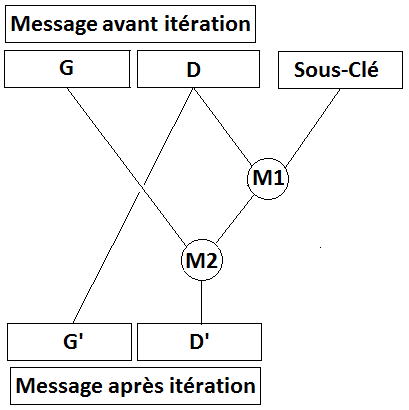 Message avant itération
G D Sous-Clé
M1
M2
G' D'
Message après itération